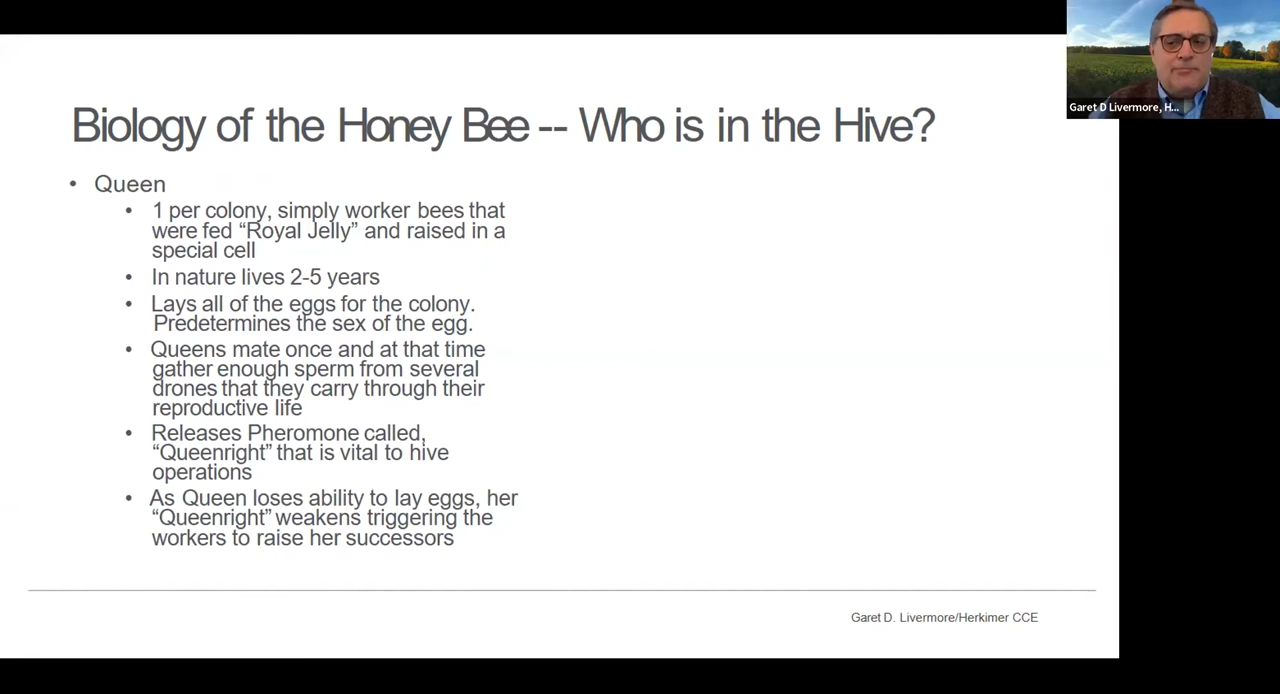 Garet D Livermore, H...
Biology of the Honey Bee -- Who is in the Hive?
• Queen
• 1 per colony, simply worker bees that
were fed “Royal Jelly” and raised in a
special cell
• In nature lives 2-5 years
• Lays all of the eggs for the colony.
Predetermines the sex of the egg.
• Queens mate once and at that time
gather enough sperm from several
drones that they carry through their
reproductive life
• Releases Pheromone called,
“Queenright” that is vital to hive
operations
• As Queen loses ability to lay eggs, her
“Queenright” weakens triggering the
workers to raise her successors
Garet D. Livermore/Herkimer CCE